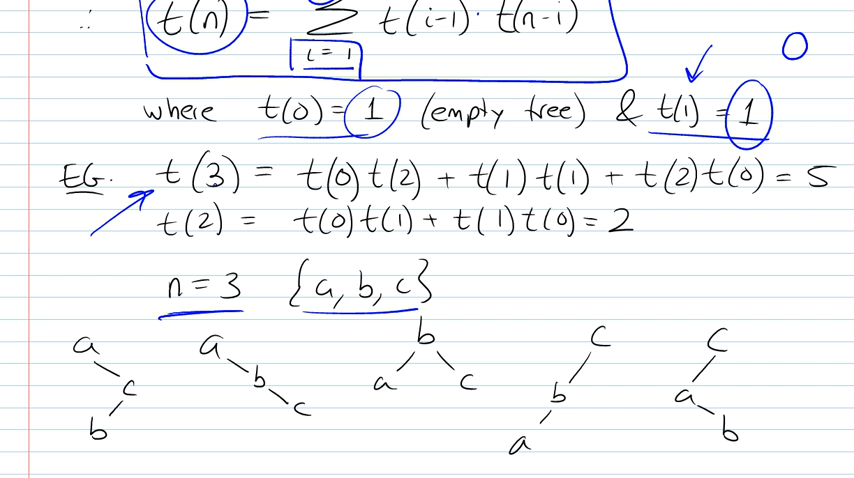 ∴ t(n) = Σ t(i-1)· t(n-i)
i = 1
where t(0) = 1 (empty tree) & t(1) = 1
0
EG. t(3) = t(0)t(2) + t(1)t(1) + t(2)t(0) = 5
t(2) = t(0)t(1) + t(1)t(0) = 2
n = 3 {a, b, c}
a a b c c
c b a c b a
b c a b